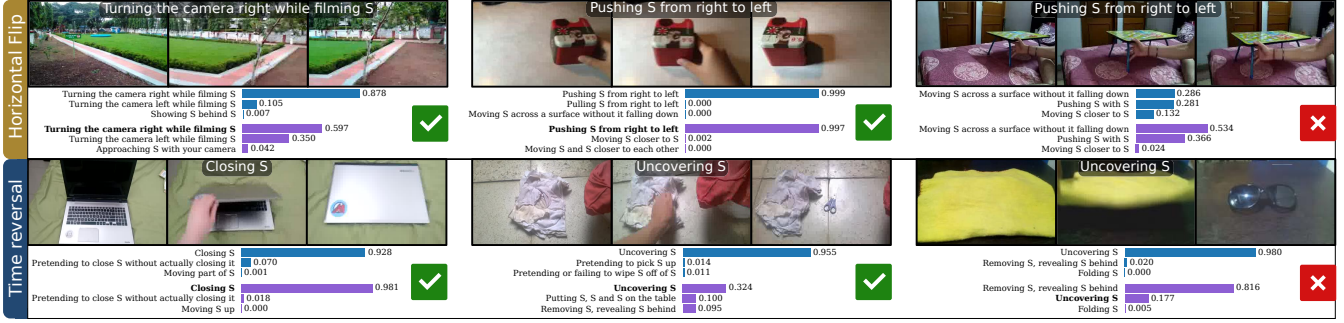 Horizontal Flip
Turning the camera right while filming S
Turning the camera right while filming S 0.878
Turning the camera left while filming S 0.105
Showing S behind S 0.007
Turning the camera right while filming S 0.597
Turning the camera left while filming S 0.350
Approaching S with your camera 0.042
Pushing S from right to left
Pushing S from right to left 0.999
Pulling S from right to left 0.000
Moving S across a surface without it falling down 0.000
Pushing S from right to left 0.997
Moving S closer to S 0.002
Moving S and S closer to each other 0.000
Pushing S from right to left
Moving S across a surface without it falling down 0.286
Pushing S with S 0.281
Moving S closer to S 0.132
Moving S across a surface without it falling down 0.534
Pushing S with S 0.366
Moving S closer to S 0.024
Time reversal
Closing S
Closing S 0.928
Pretending to close S without actually closing it 0.070
Moving part of S 0.001
Closing S 0.981
Pretending to close S without actually closing it 0.018
Moving S up 0.000
Uncovering S
Uncovering S 0.955
Pretending to pick S up 0.014
Pretending or failing to wipe S off of S 0.011
Uncovering S 0.324
Putting S, S and S on the table 0.100
Removing S, revealing S behind 0.095
Uncovering S
Uncovering S 0.980
Removing S, revealing S behind 0.020
Folding S 0.000
Removing S, revealing S behind 0.816
Uncovering S 0.177
Folding S 0.005